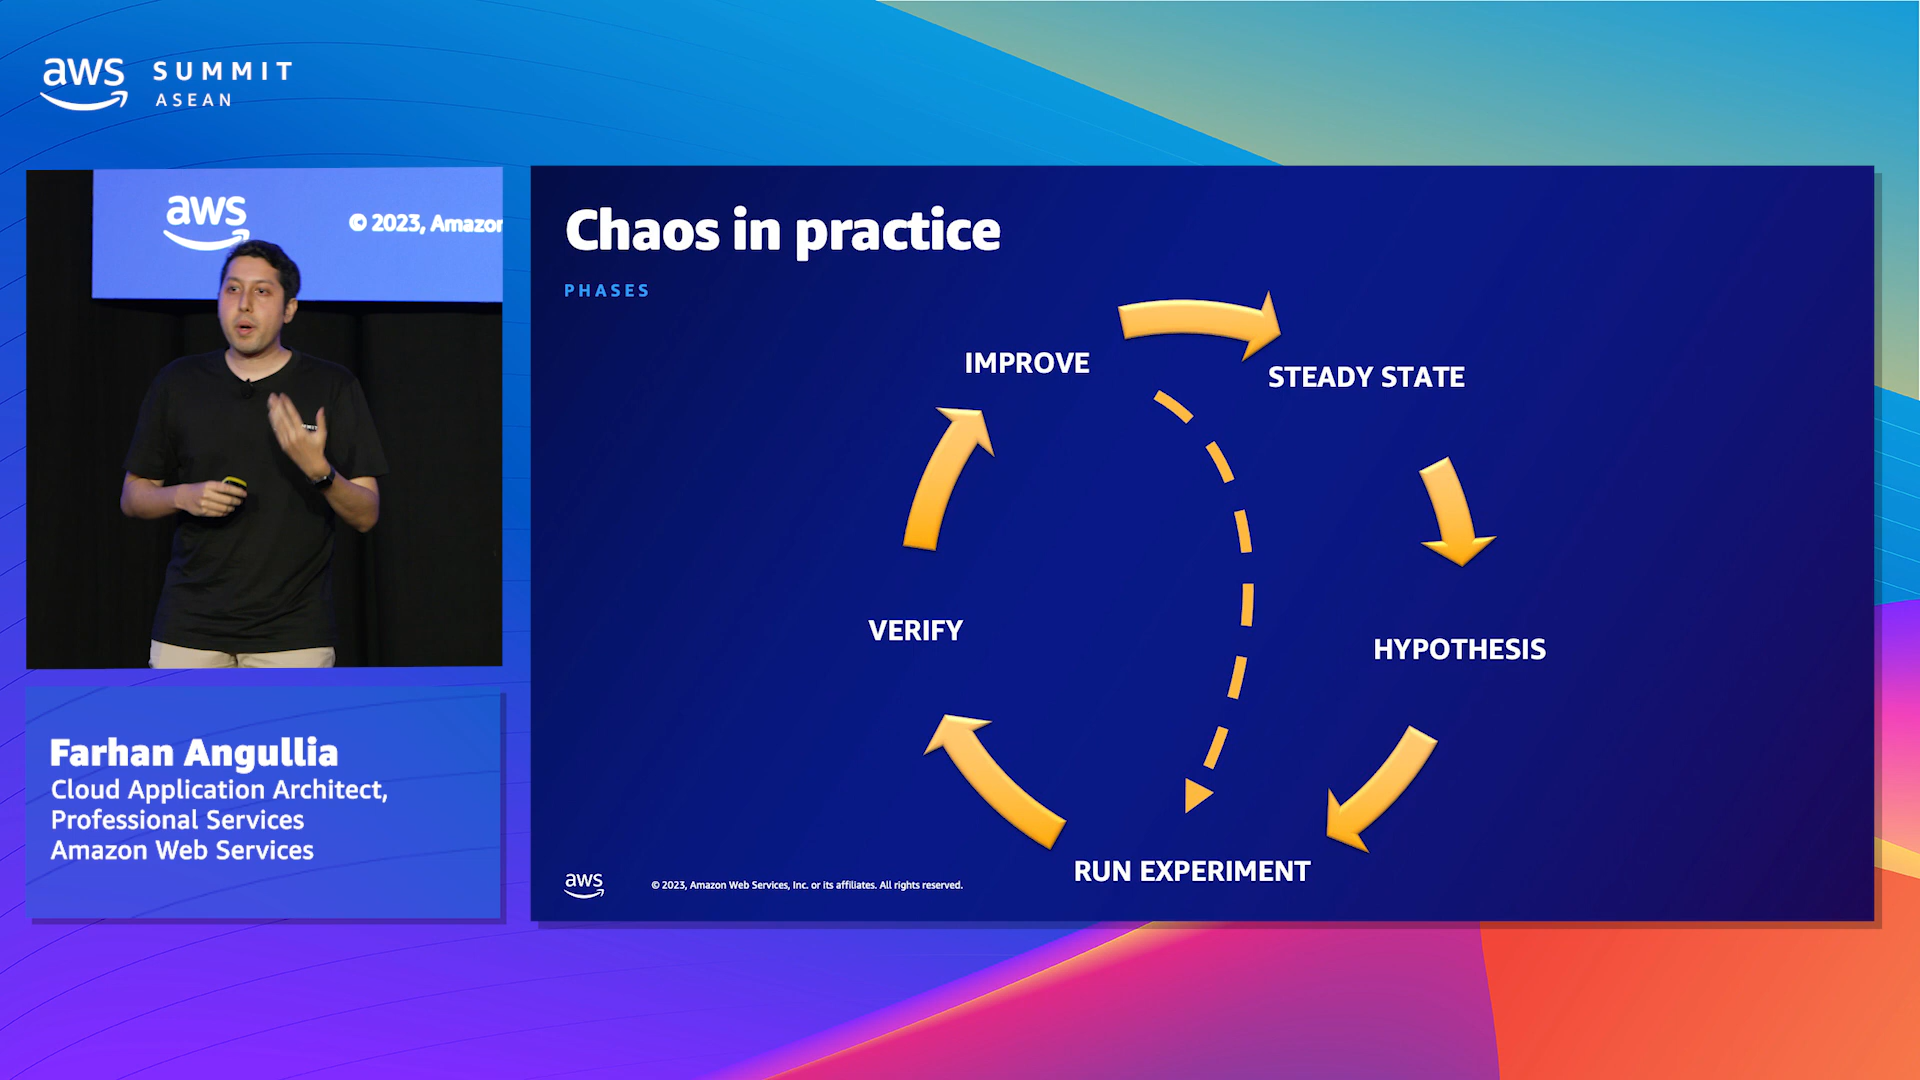 aws SUMMIT
ASEAN
aws
© 2023, Amazon
Chaos in practice
PHASES
IMPROVE
STEADY STATE
VERIFY
HYPOTHESIS
RUN EXPERIMENT
aws
© 2023, Amazon Web Services, Inc. or its affiliates. All rights reserved.
Farhan Angullia
Cloud Application Architect,
Professional Services
Amazon Web Services